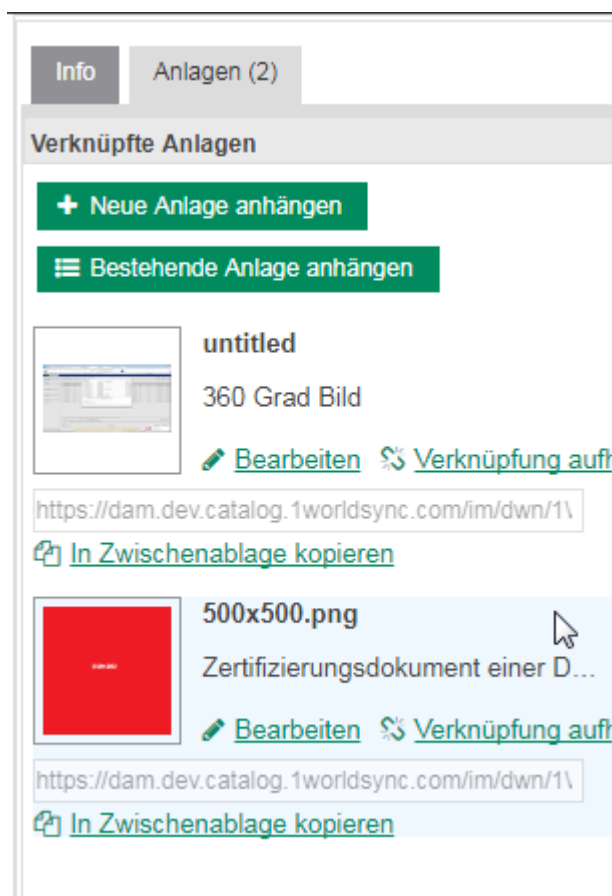 Info Anlagen (2)
Verknüpfte Anlagen
Neue Anlage anhängen
Bestehende Anlage anhängen
untitled
360 Grad Bild
Bearbeiten Verknüpfung
https://dam.dev.catalog.1worldsync.com/im/dwn/1\
In Zwischenablage kopieren
500x500.png
Zertifizierungsdokument einer D...
Bearbeiten Verknüpfung
https://dam.dev.catalog.1worldsync.com/im/dwn/1\
In Zwischenablage kopieren